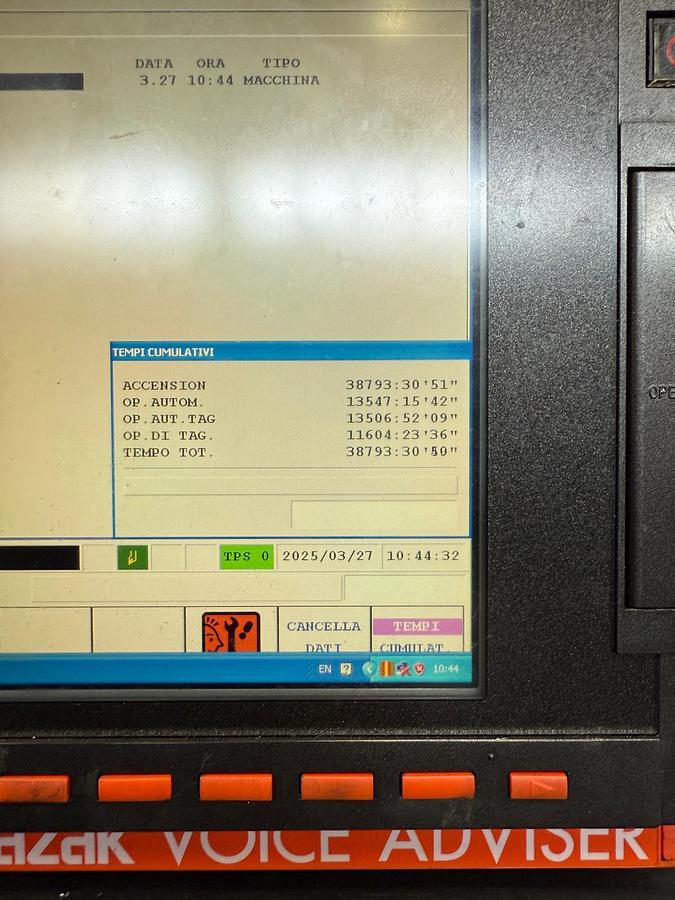 DATA ORA TIPO
3.27 10:44 MACCHINA
TEMPI CUMULATIVI
ACCENSION 38793:30'51"
OP.AUTOM. 13547:15'42"
OP.AUT.TAG 13506:52'09"
OP.DI TAG. 11604:23'36"
TEMPO TOT. 38793:30'50"
TPS 0 2025/03/27 10:44:32
CANCELLA DATI
TEMPI CUMULAT.
EN ? 10:44
OPE
azak VOICE ADVISER